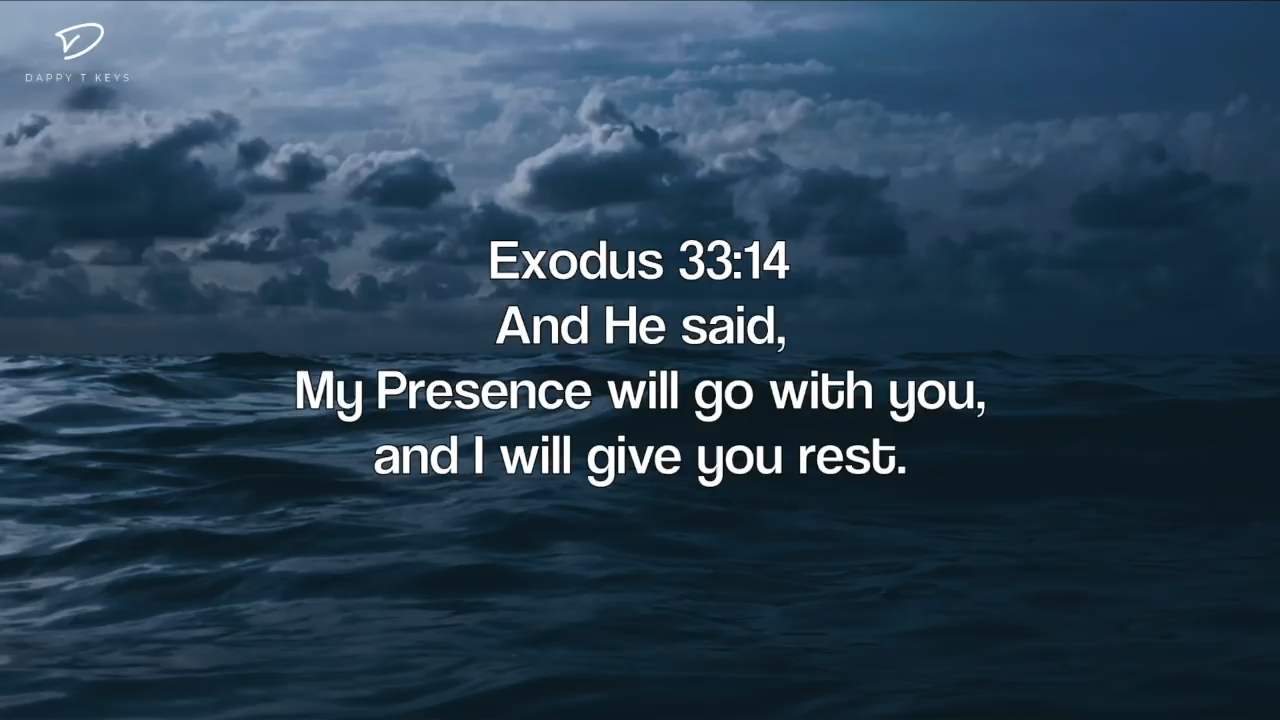 DAPPY T KEYS
Exodus 33:14
And He said,
My Presence will go with you,
and I will give you rest.